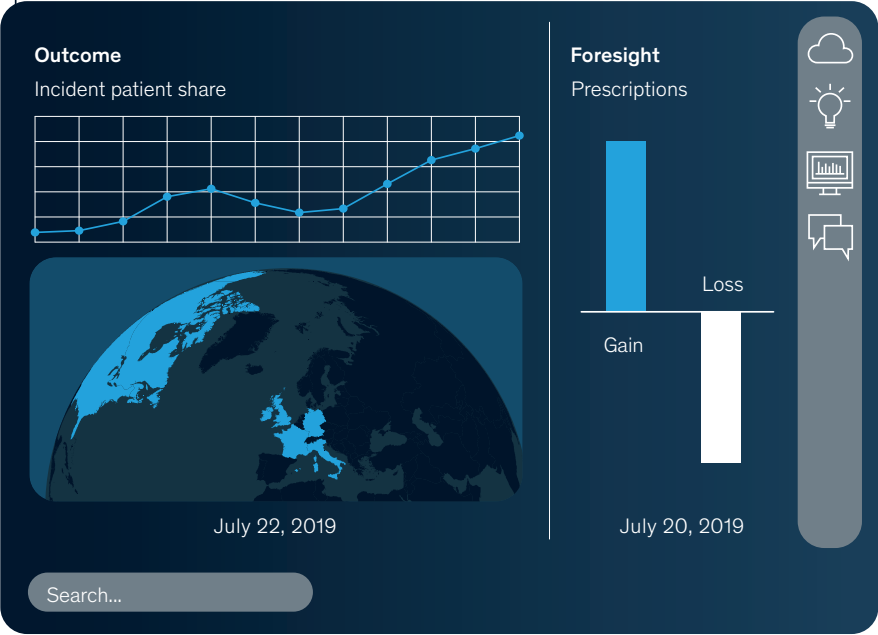 Outcome
Incident patient share
July 22, 2019
Foresight
Prescriptions
Loss
Gain
July 20, 2019
Search...